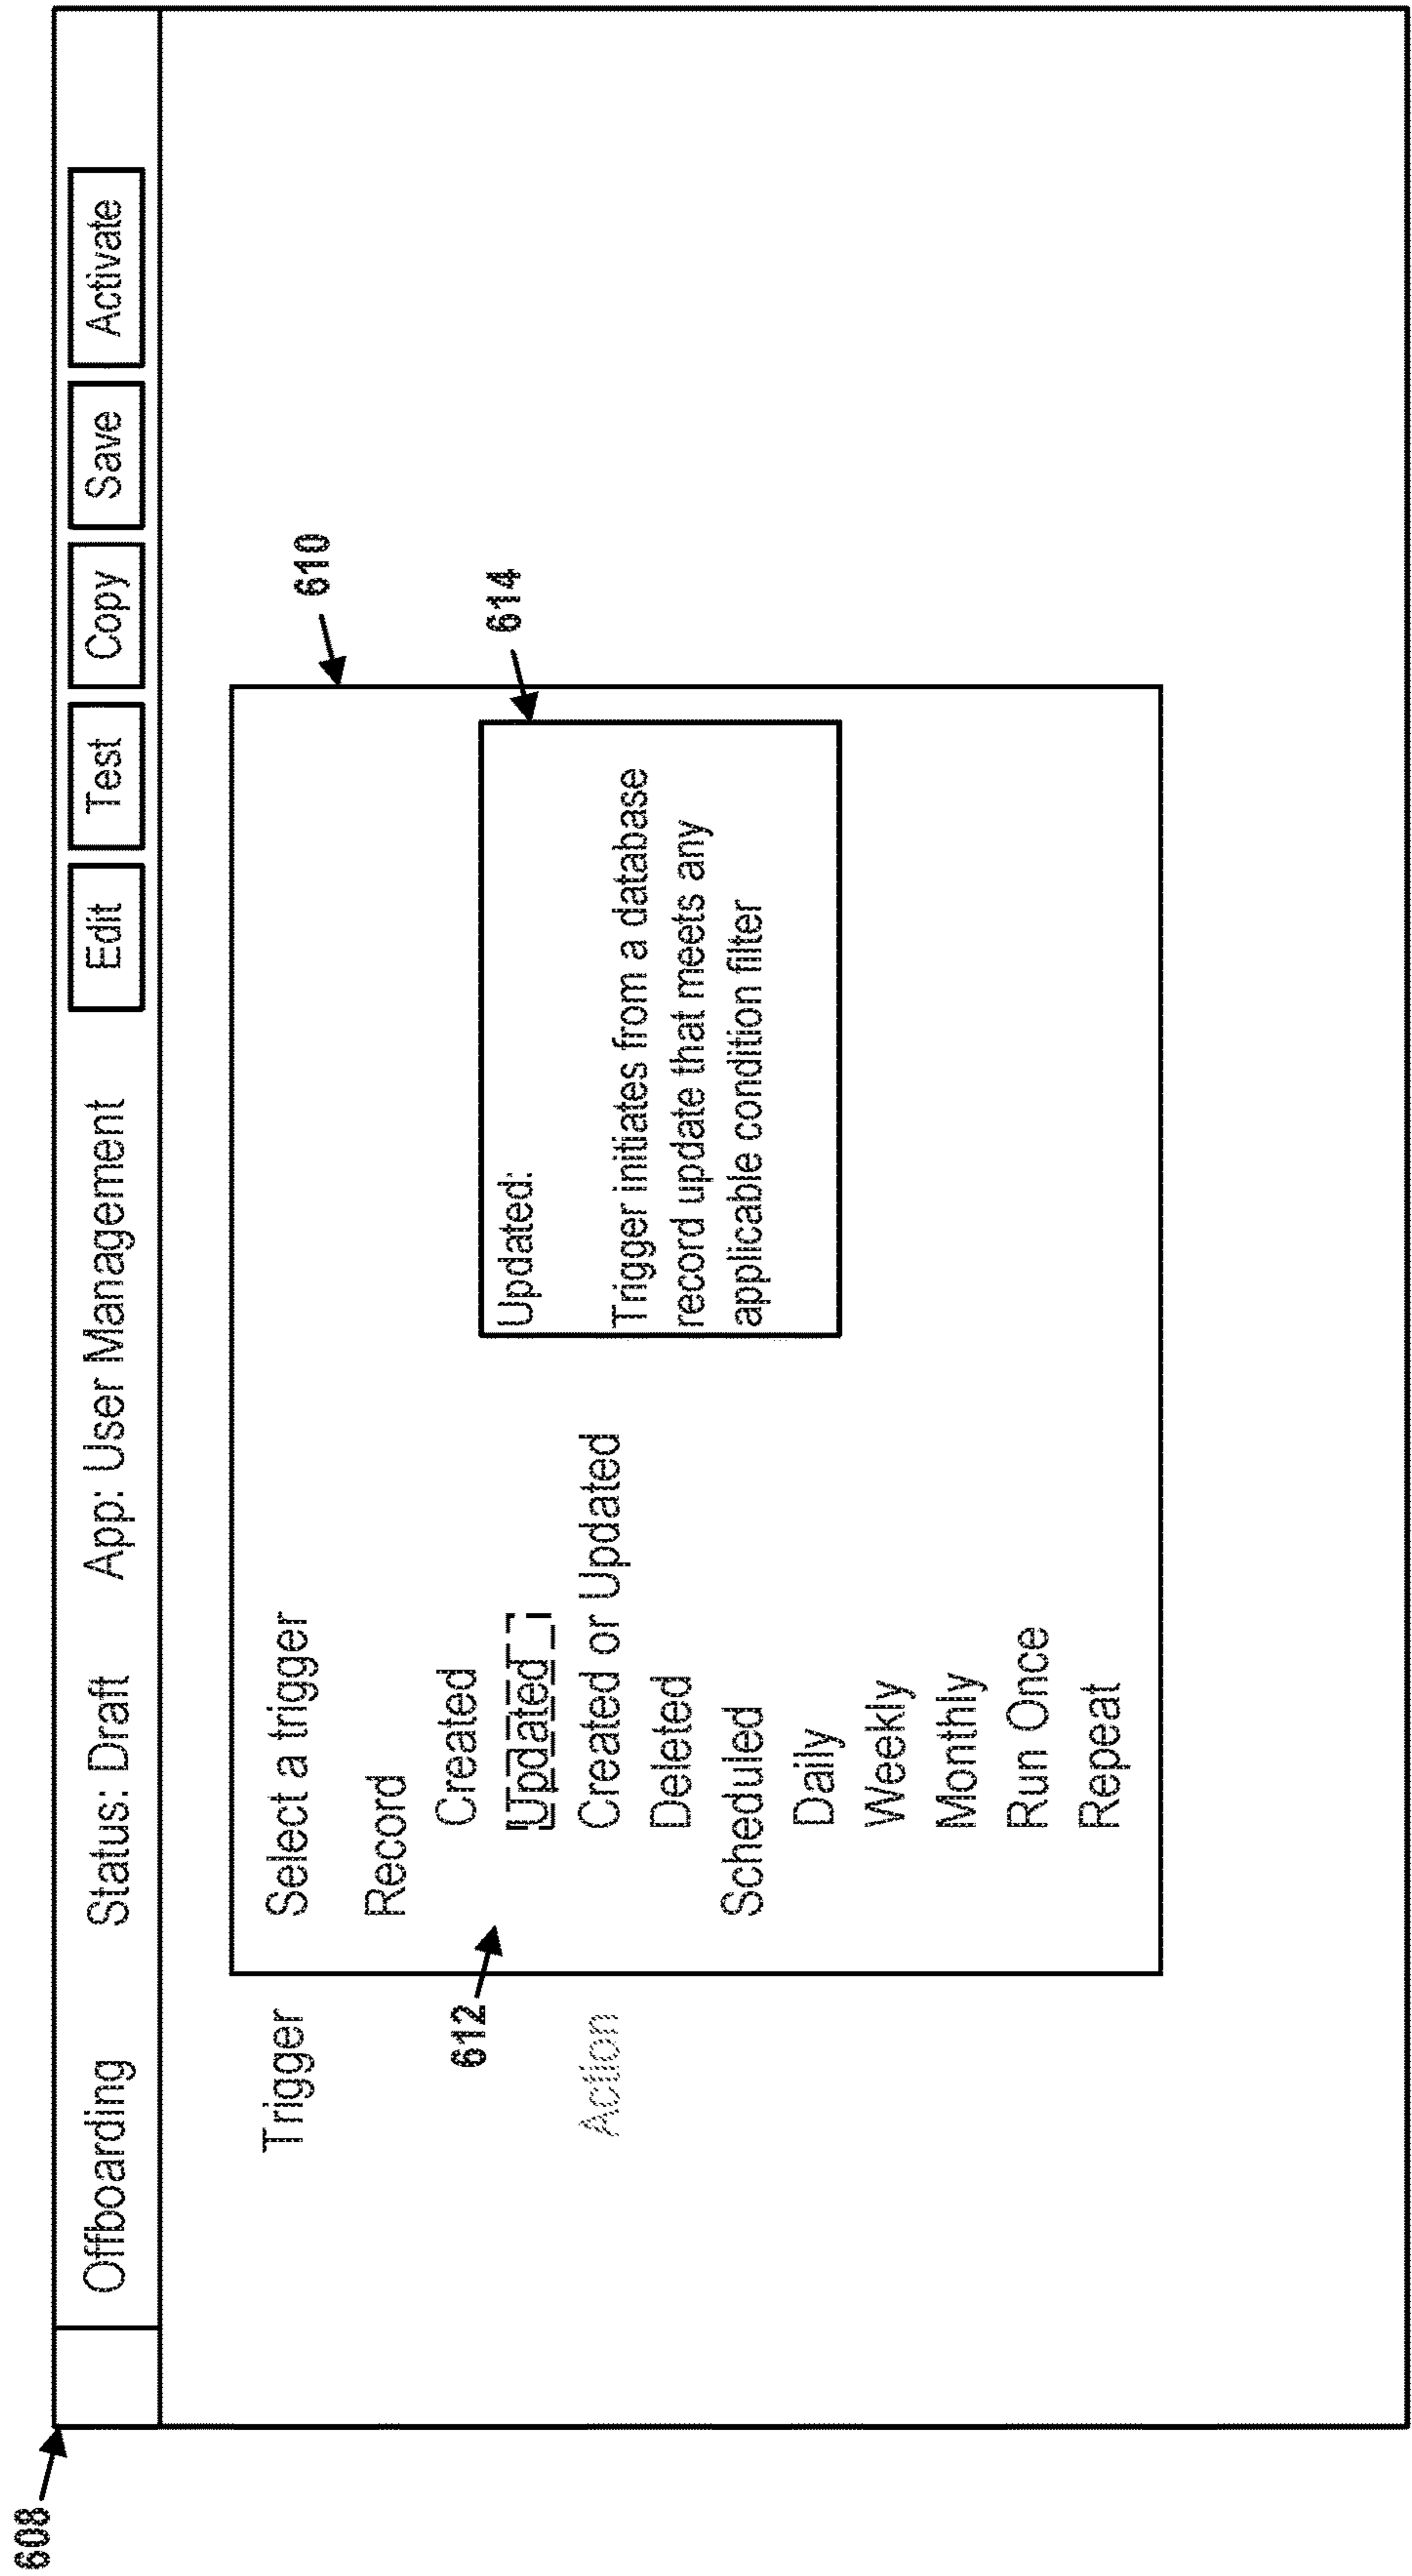 608
Offboarding Status: Draft App: User Management Edit Test Copy Save Activate
610
Trigger Select a trigger
Record
612
Created
614
Updated
Updated:
Action Created or Updated
Trigger initiates from a database
Deleted
record update that meets any
Scheduled
applicable condition filter
Daily
Weekly
Monthly
Run Once
Repeat